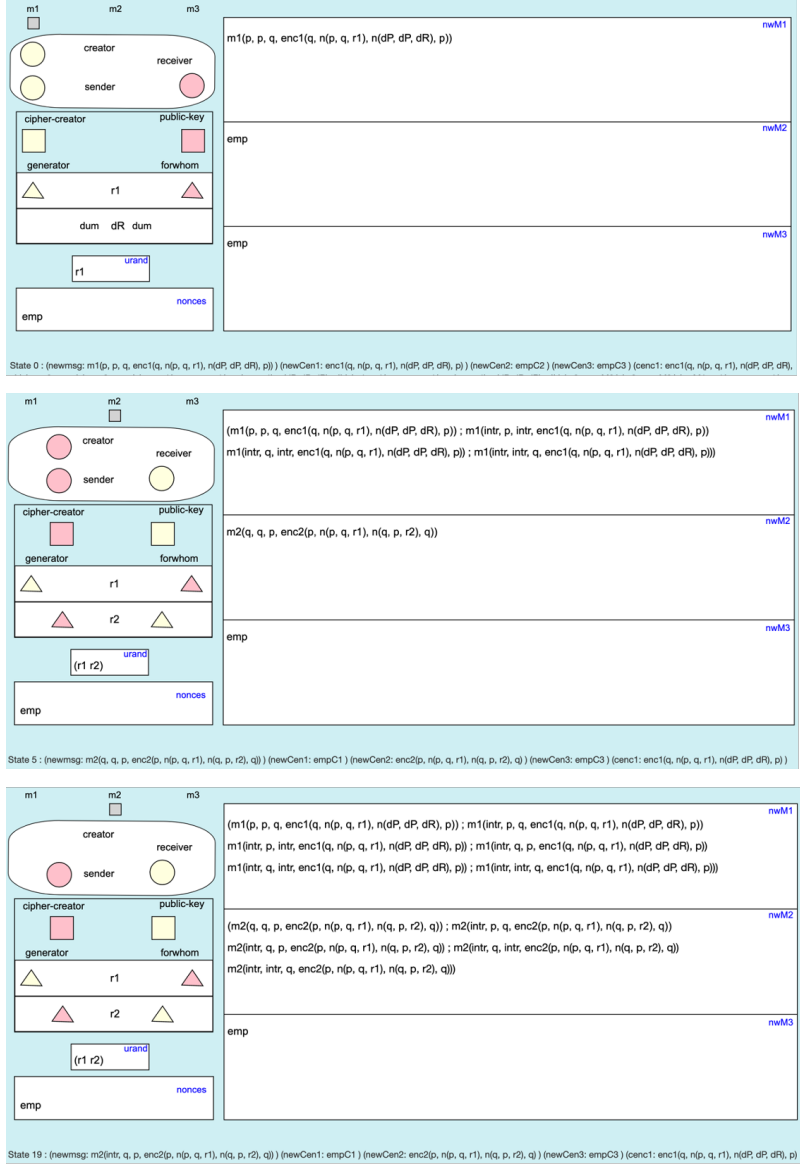 m1 m2 m3
creator
receiver
sender
cipher-creator public-key
generator forwhom
r1
dum dR dum
urand
r1
nonces
emp
nwM1
m1(p, p, q, enc1(q, n(p, q, r1), n(dP, dP, dR), p))
nwM2
emp
nwM3
emp
State 0 : (newmsg: m1(p, p, q, enc1(q, n(p, q, r1), n(dP, dP, dR), p)) ) (newCen1: enc1(q, n(p, q, r1), n(dP, dP, dR), p) ) (newCen2: empC2 ) (newCen3: empC3 ) (cenc1: enc1(q, n(p, q, r1), n(dP, dP, dR),
m1 m2 m3
creator
receiver
sender
cipher-creator public-key
generator forwhom
r1
r2
urand
(r1 r2)
nonces
emp
nwM1
(m1(p, p, q, enc1(q, n(p, q, r1), n(dP, dP, dR), p)) ; m1(intr, p, intr, enc1(q, n(p, q, r1), n(dP, dP, dR), p))
m1(intr, q, intr, enc1(q, n(p, q, r1), n(dP, dP, dR), p)) ; m1(intr, intr, q, enc1(q, n(p, q, r1), n(dP, dP, dR), p)))
nwM2
m2(q, q, p, enc2(p, n(p, q, r1), n(q, p, r2), q))
nwM3
emp
State 5 : (newmsg: m2(q, q, p, enc2(p, n(p, q, r1), n(q, p, r2), q)) ) (newCen1: empC1 ) (newCen2: enc2(p, n(p, q, r1), n(q, p, r2), q) ) (newCen3: empC3 ) (cenc1: enc1(q, n(p, q, r1), n(dP, dP, dR), p) )
m1 m2 m3
creator
receiver
sender
cipher-creator public-key
generator forwhom
r1
r2
urand
(r1 r2)
nonces
emp
nwM1
(m1(p, p, q, enc1(q, n(p, q, r1), n(dP, dP, dR), p)) ; m1(intr, p, q, enc1(q, n(p, q, r1), n(dP, dP, dR), p))
m1(intr, p, intr, enc1(q, n(p, q, r1), n(dP, dP, dR), p)) ; m1(intr, q, p, enc1(q, n(p, q, r1), n(dP, dP, dR), p))
m1(intr, q, intr, enc1(q, n(p, q, r1), n(dP, dP, dR), p)) ; m1(intr, intr, q, enc1(q, n(p, q, r1), n(dP, dP, dR), p)))
nwM2
(m2(q, q, p, enc2(p, n(p, q, r1), n(q, p, r2), q)) ; m2(intr, p, q, enc2(p, n(p, q, r1), n(q, p, r2), q))
m2(intr, q, p, enc2(p, n(p, q, r1), n(q, p, r2), q)) ; m2(intr, q, intr, enc2(p, n(p, q, r1), n(q, p, r2), q))
m2(intr, intr, q, enc2(p, n(p, q, r1), n(q, p, r2), q)))
nwM3
emp
State 19 : (newmsg: m2(intr, q, p, enc2(p, n(p, q, r1), n(q, p, r2), q)) ) (newCen1: empC1 ) (newCen2: enc2(p, n(p, q, r1), n(q, p, r2), q) ) (newCen3: empC3 ) (cenc1: enc1(q, n(p, q, r1), n(dP, dP, dR), p)